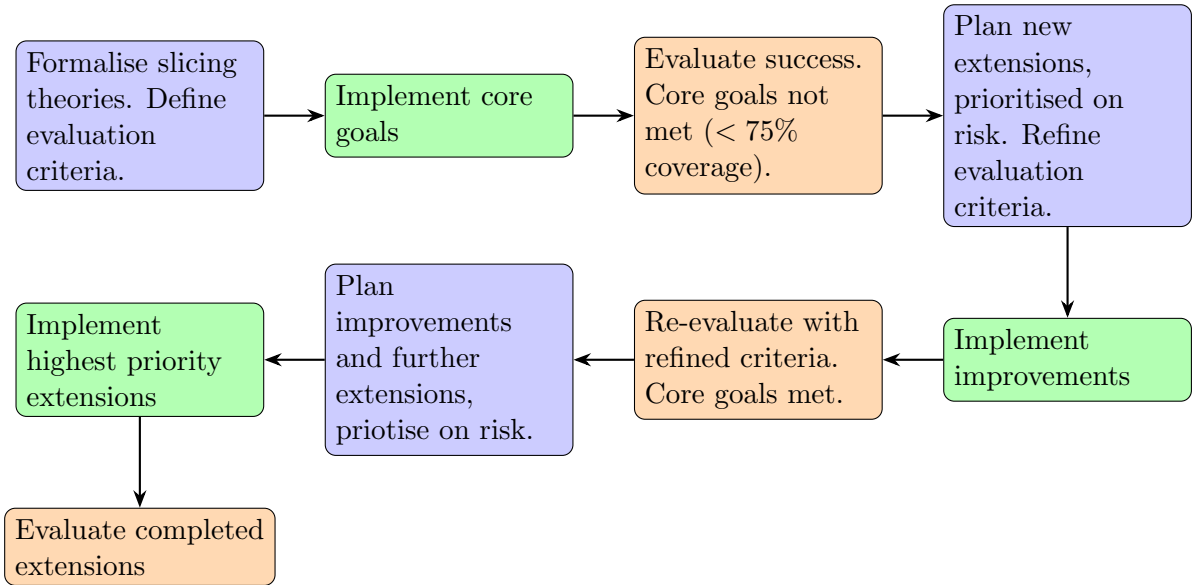 Formalise slicing
theories. Define
evaluation
criteria.
Implement core
goals
Evaluate success.
Core goals not
met (< 75%
coverage).
Plan new
extensions,
prioritised on
risk. Refine
evaluation
criteria.
Implement
improvements
Re-evaluate with
refined criteria.
Core goals met.
Plan
improvements
and further
extensions,
priotise on risk.
Implement
highest priority
extensions
Evaluate completed
extensions